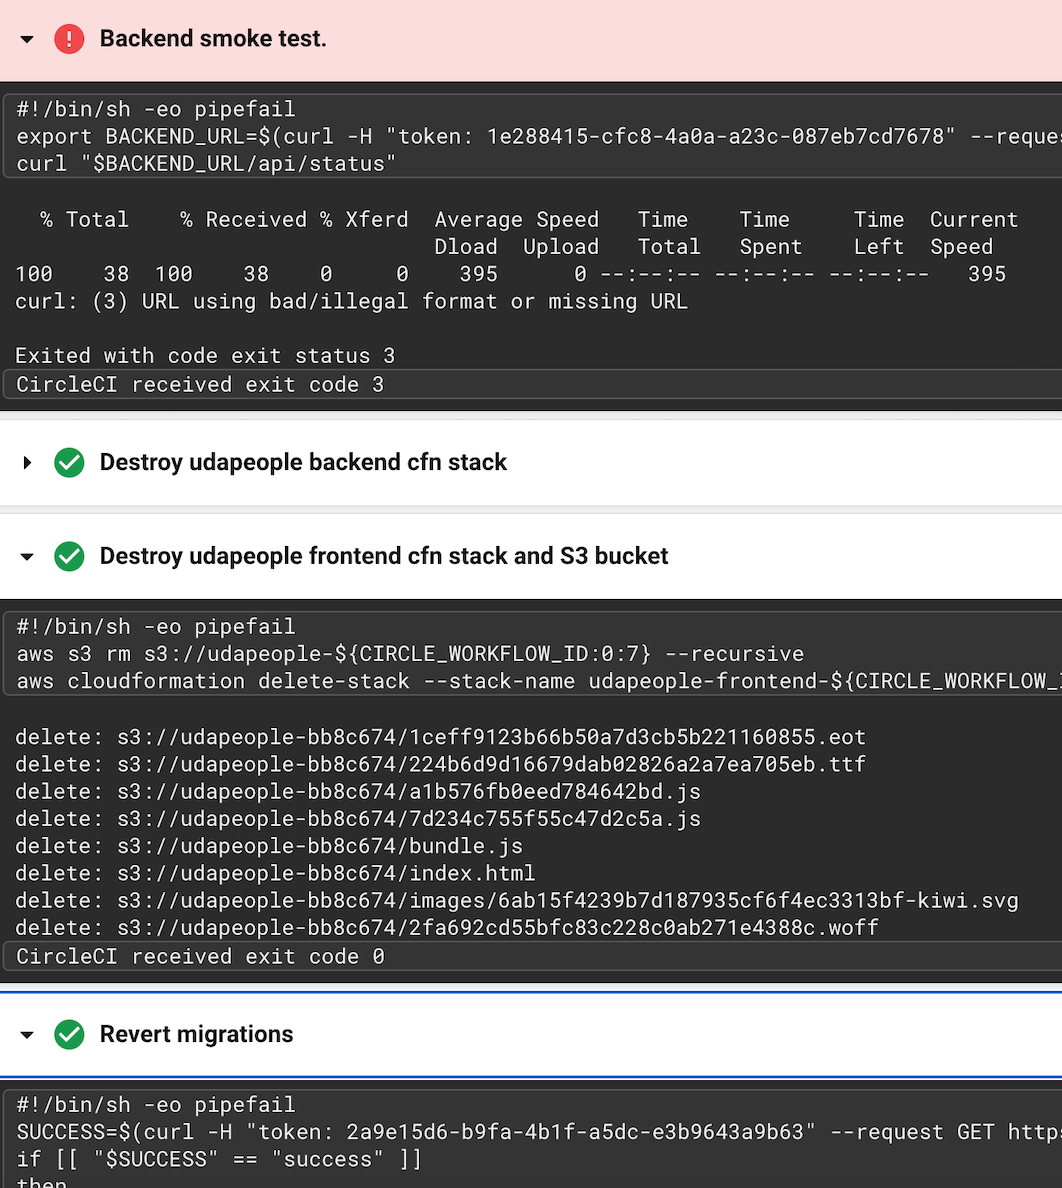 Backend smoke test.
#!/bin/sh -eo pipefail
export BACKEND_URL=$(curl -H "token: 1e288415-cfc8-4a0a-a23c-087eb7cd7678" --reques
curl "$BACKEND_URL/api/status"
% Total % Received % Xferd Average Speed Time Time Time Current
Dload Upload Total Spent Left Speed
100 38 100 38 0 0 395 0 --:--:-- --:--:-- --:--:-- 395
curl: (3) URL using bad/illegal format or missing URL
Exited with code exit status 3
CircleCI received exit code 3
Destroy udapeople backend cfn stack
Destroy udapeople frontend cfn stack and S3 bucket
#!/bin/sh -eo pipefail
aws s3 rm s3://udapeople-${CIRCLE_WORKFLOW_ID:0:7} --recursive
aws cloudformation delete-stack --stack-name udapeople-frontend-${CIRCLE_WORKFLOW_
delete: s3://udapeople-bb8c674/1ceff9123b66b50a7d3cb5b221160855.eot
delete: s3://udapeople-bb8c674/224b6d9d16679dab02826a2a7ea705eb.ttf
delete: s3://udapeople-bb8c674/a1b576fb0eed784642bd.js
delete: s3://udapeople-bb8c674/7d234c755f55c47d2c5a.js
delete: s3://udapeople-bb8c674/bundle.js
delete: s3://udapeople-bb8c674/index.html
delete: s3://udapeople-bb8c674/images/6ab15f4239b7d187935cf6f4ec3313bf-kiwi.svg
delete: s3://udapeople-bb8c674/2fa692cd55bfc83c228c0ab271e4388c.woff
CircleCI received exit code 0
Revert migrations
#!/bin/sh -eo pipefail
SUCCESS=$(curl -H "token: 2a9e15d6-b9fa-4b1f-a5dc-e3b9643a9b63" --request GET https
if [[ "$SUCCESS" == "success" ]]
then